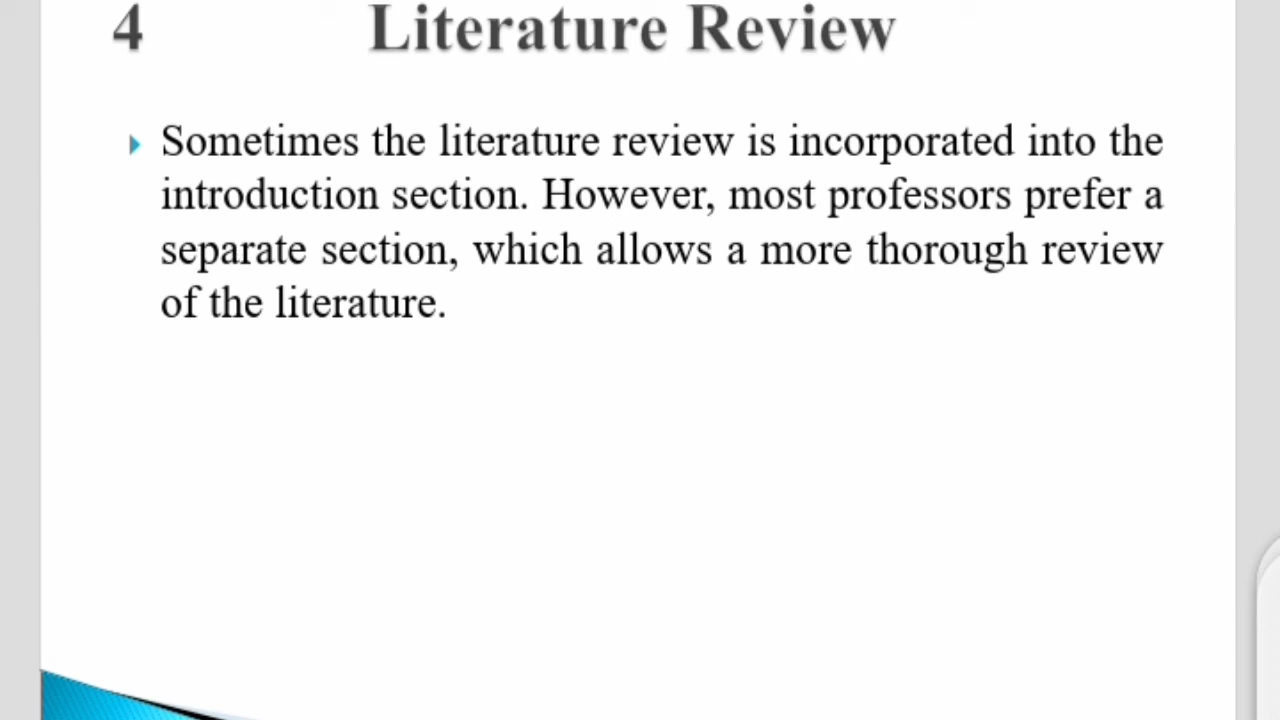 4 Literature Review
Sometimes the literature review is incorporated into the
introduction section. However, most professors prefer a
separate section, which allows a more thorough review
of the literature.